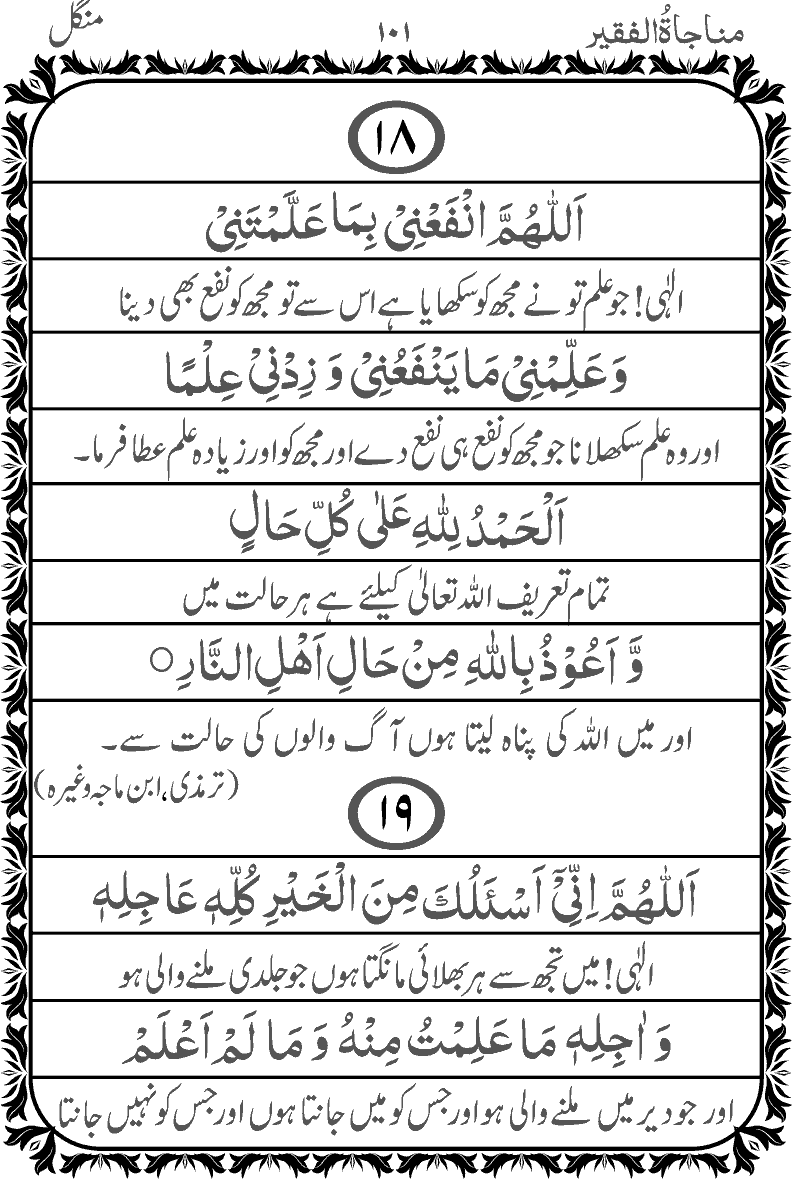 مناجاۃُالفقیر ۱۰۱ منگل
۱۸
اَللّٰهُمَّ انْفَعْنِیْ بِمَا عَلَّمْتَنِیْ
الٰہی! جو علم تو نے مجھ کو سکھایا ہے اس سے تو مجھ کو نفع بھی دینا
وَ عَلِّمْنِیْ مَا یَنْفَعُنِیْ وَ زِدْنِیْ عِلْمًا
اور وہ علم سکھلانا جو مجھ کو نفع ہی نفع دے اور مجھ کو اور زیادہ علم عطا فرما۔
اَلْحَمْدُ لِلّٰهِ عَلٰی کُلِّ حَالٍ
تمام تعریف اللہ تعالیٰ کیلئے ہے ہر حالت میں
وَّ اَعُوْذُ بِاللّٰهِ مِنْ حَالِ اَهْلِ النَّارِ ○
اور میں اللہ کی پناہ لیتا ہوں آگ والوں کی حالت سے۔
(ترمذی، ابن ماجہ وغیرہ)
۱۹
اَللّٰهُمَّ اِنِّیْٓ اَسْئَلُكَ مِنَ الْخَیْرِ کُلِّهٖ عَاجِلِهٖ
الٰہی! میں تجھ سے ہر بھلائی مانگتا ہوں جو جلدی ملنے والی ہو
وَ اٰجِلِهٖ مَا عَلِمْتُ مِنْهُ وَ مَا لَمْ اَعْلَمْ
اور جو دیر میں ملنے والی ہو اور جس کو میں جانتا ہوں اور جس کو نہیں جانتا